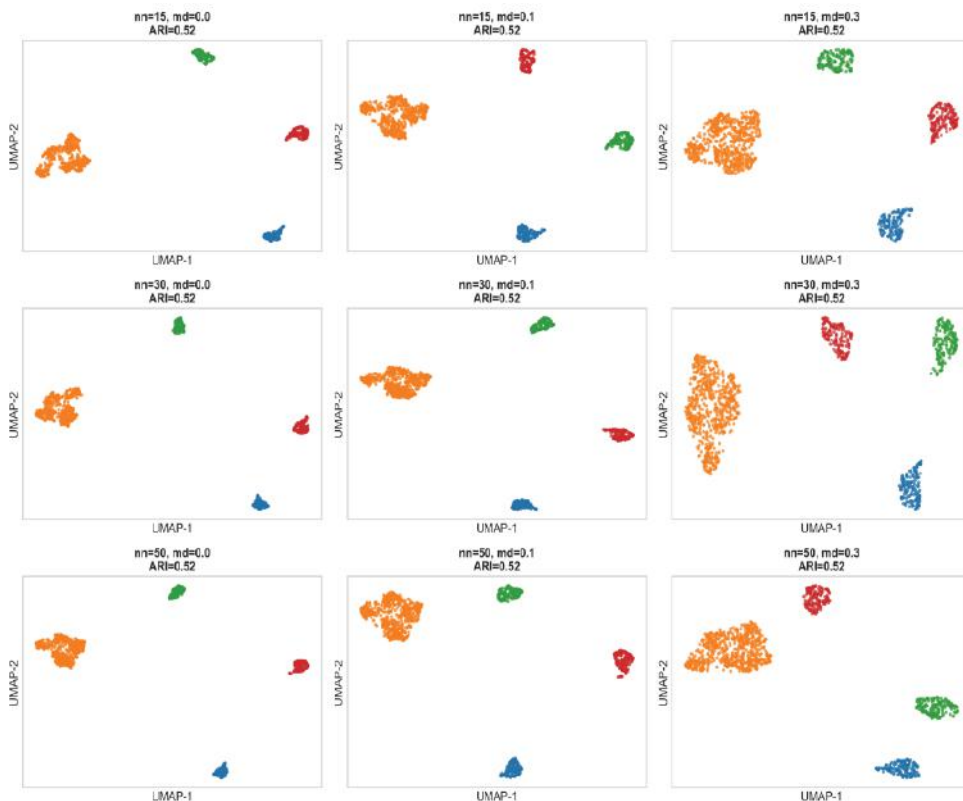 nn=15, md=0.0
ARI=0.52
UMAP-2
UMAP-1
nn=15, md=0.1
ARI=0.52
UMAP-2
UMAP-1
nn=15, md=0.3
ARI=0.52
UMAP-2
UMAP-1
nn=30, md=0.0
ARI=0.52
UMAP-2
UMAP-1
nn=30, md=0.1
ARI=0.52
UMAP-2
UMAP-1
nn=30, md=0.3
ARI=0.52
UMAP-2
UMAP-1
nn=50, md=0.0
ARI=0.52
UMAP-2
UMAP-1
nn=50, md=0.1
ARI=0.52
UMAP-2
UMAP-1
nn=50, md=0.3
ARI=0.52
UMAP-2
UMAP-1